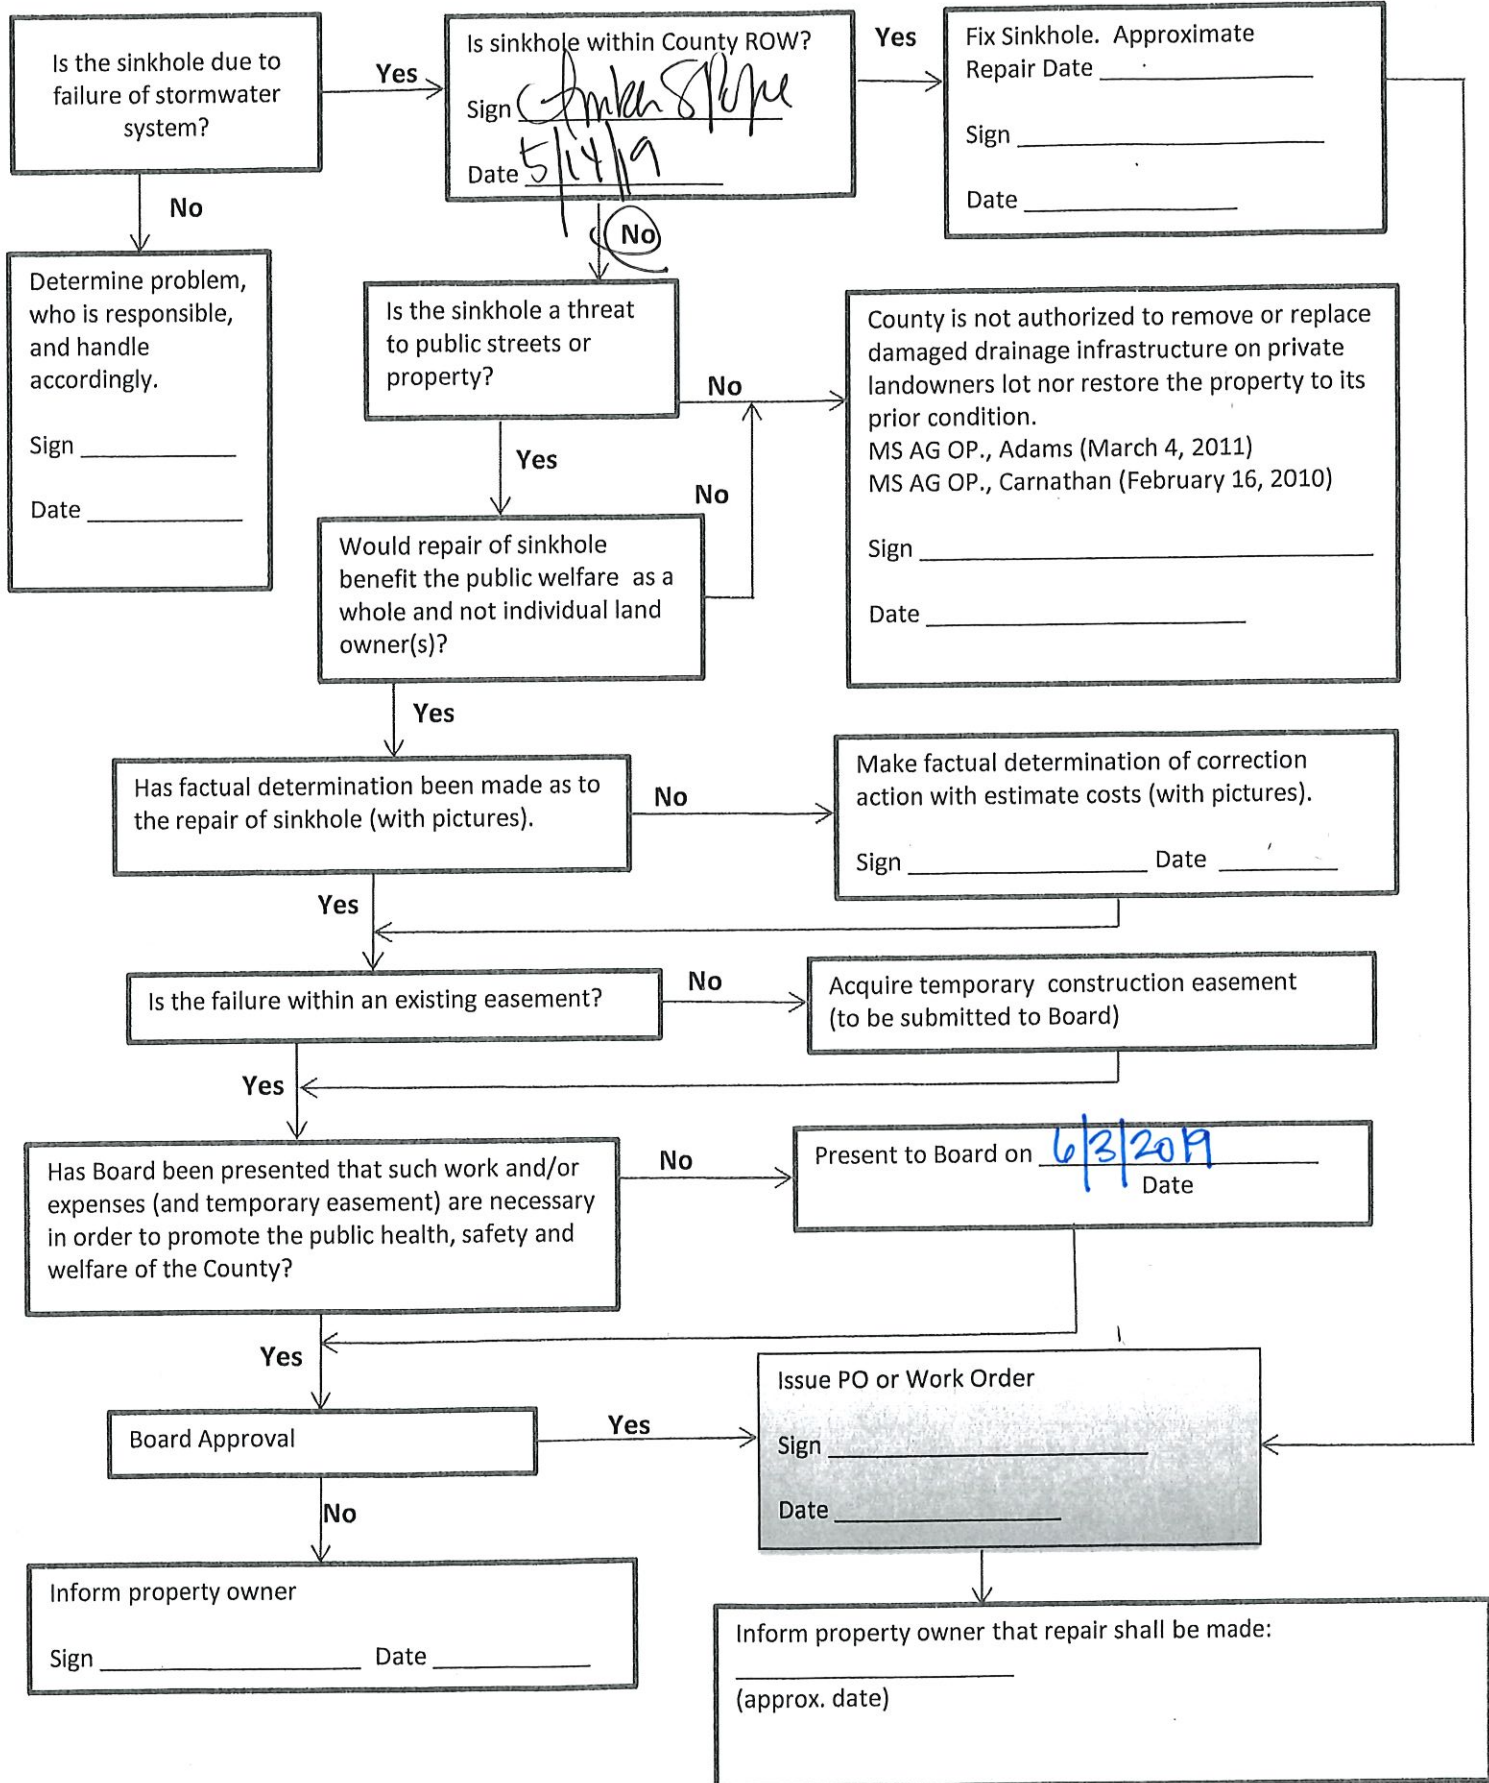 Is the sinkhole due to
failure of stormwater
system?
Yes
Is sinkhole within County ROW?
Sign
Date 5/14/19
Yes
Fix Sinkhole.  Approximate
Repair Date
Sign
Date
No
No
Determine problem,
who is responsible,
and handle
accordingly.
Sign
Date
Is the sinkhole a threat
to public streets or
property?
No
County is not authorized to remove or replace
damaged drainage infrastructure on private
landowners lot nor restore the property to its
prior condition.
MS AG OP., Adams (March 4, 2011)
MS AG OP., Carnathan (February 16, 2010)
Sign
Date
Yes
No
Would repair of sinkhole
benefit the public welfare  as a
whole and not individual land
owner(s)?
Yes
Has factual determination been made as to
the repair of sinkhole (with pictures).
No
Make factual determination of correction
action with estimate costs (with pictures).
Sign Date
Yes
Is the failure within an existing easement?
No
Acquire temporary  construction easement
(to be submitted to Board)
Yes
Has Board been presented that such work and/or
expenses (and temporary easement) are necessary
in order to promote the public health, safety and
welfare of the County?
No
Present to Board on 6/3/2019
Date
Yes
Board Approval
Yes
Issue PO or Work Order
Sign
Date
No
Inform property owner
Sign Date
Inform property owner that repair shall be made:
(approx. date)